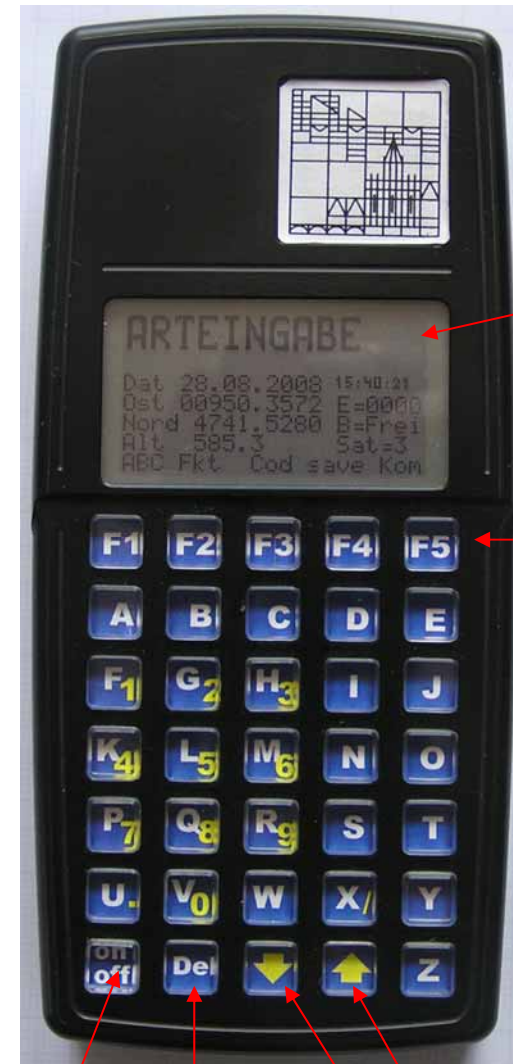 ARTEINGABE
Dat 28.08.2008 15:40:21
Ost 00950.3572 E=0000
Nord 4741.5280 B=Frei
Alt 585.3 Sat=3
ABC Fkt Cod save Kom
F1 F2 F3 F4 F5
A B C D E
F1 G2 H3 I J
K4 L5 M6 N O
P7 Q8 R9 S T
U. V0 W X/ Y
on
off Del Z